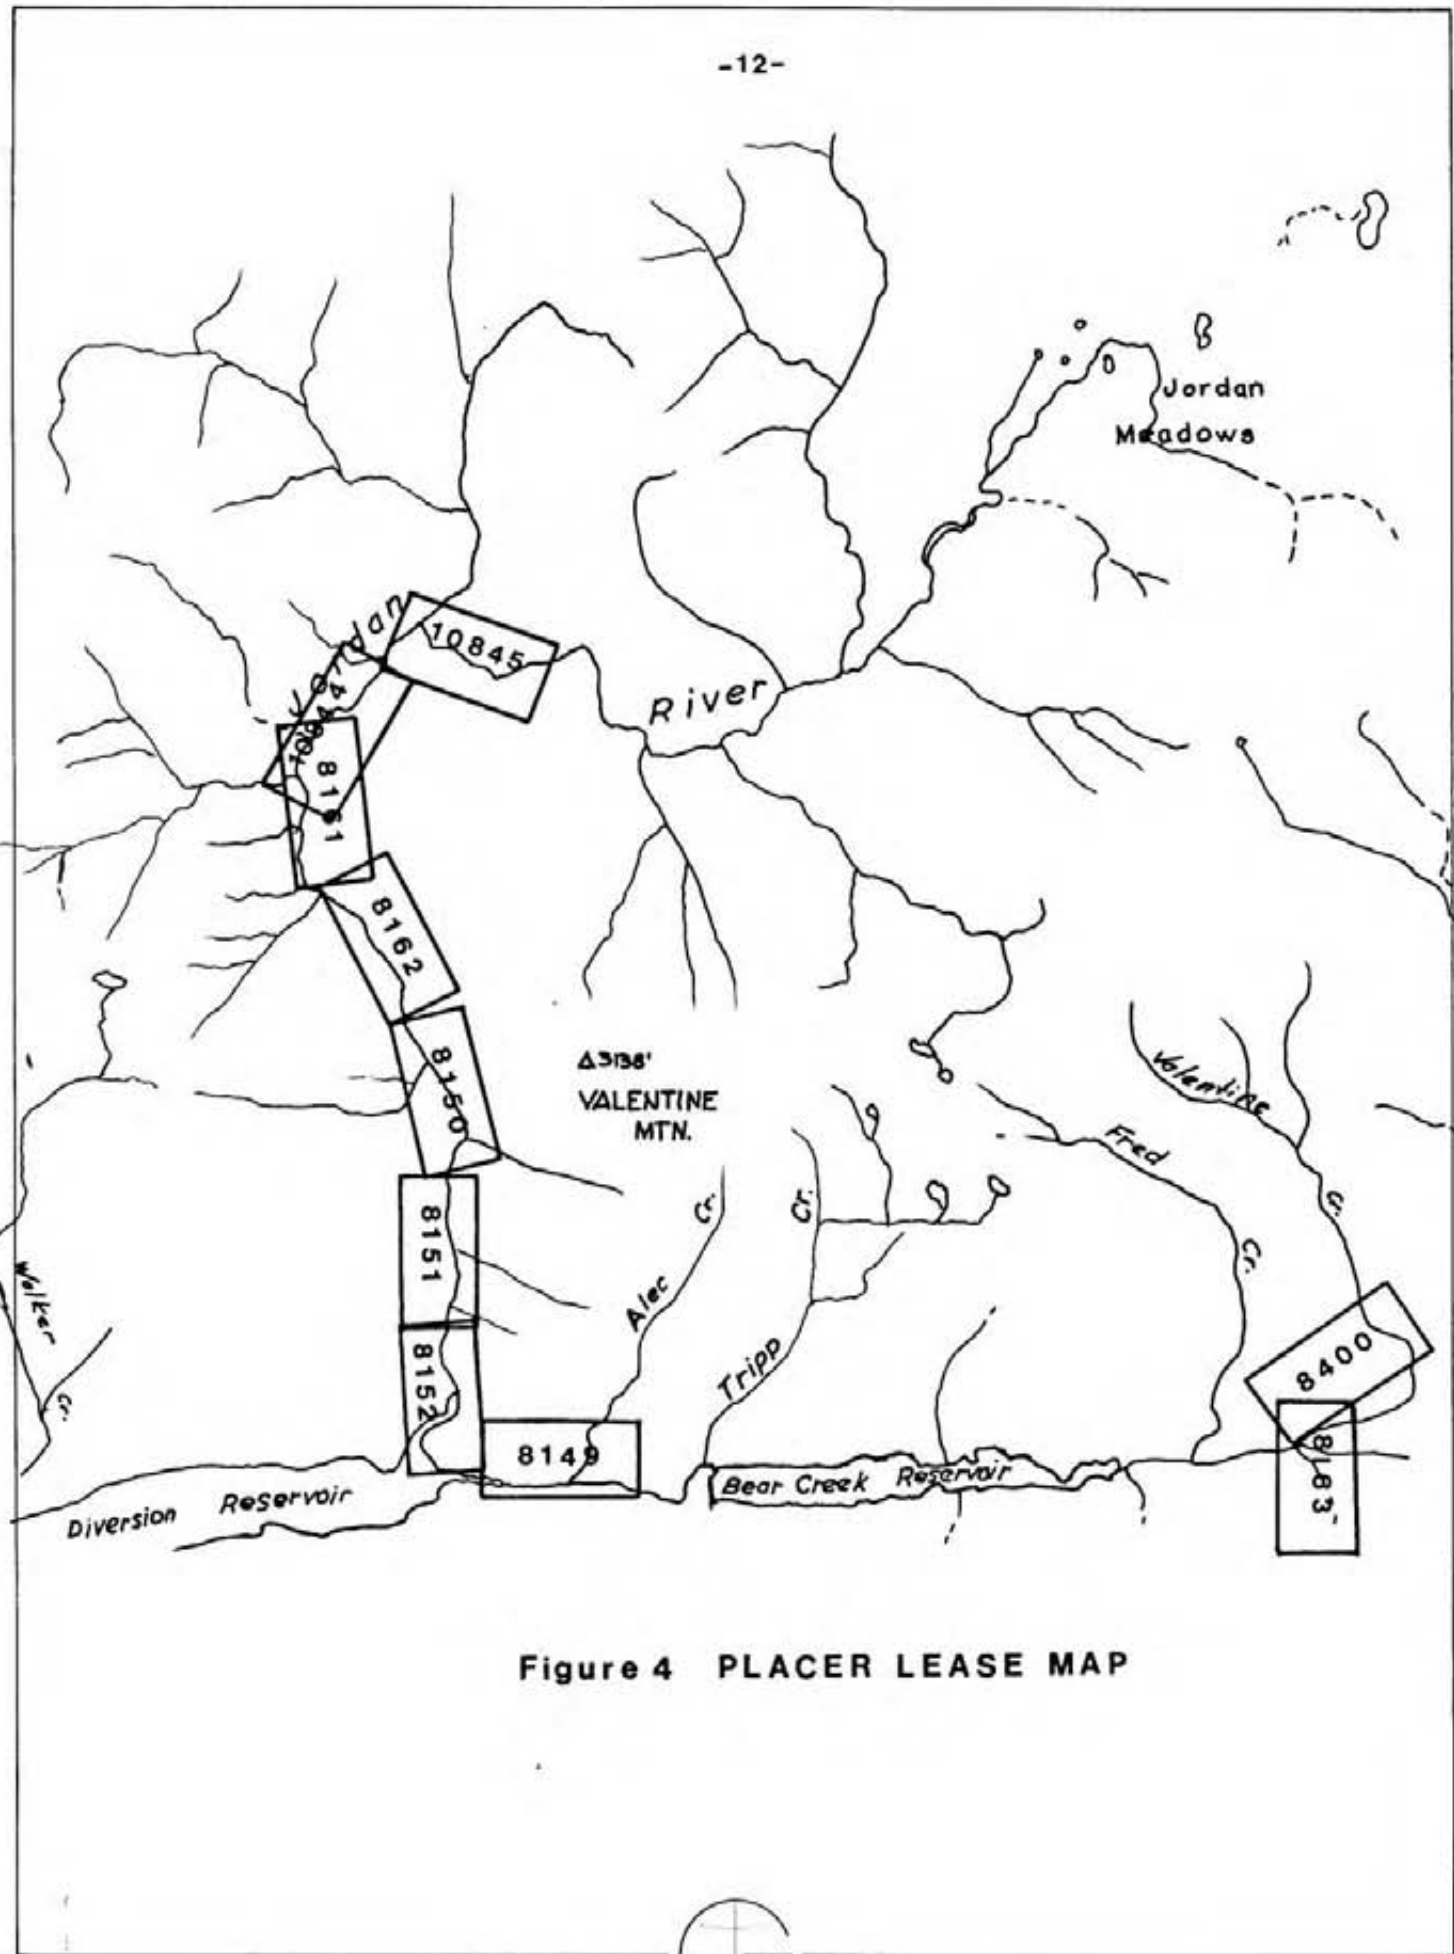 -12-
Jordan
Meadows
Jordan
River
10845
10844
8161
8162
8150
8151
8152
8149
8400
8183
Δ3138'
VALENTINE
MTN.
Valentine
Cr.
Fred
Cr.
Alec
Cr.
Tripp
Cr.
Walker
Cr.
Bear Creek Reservoir
Diversion Reservoir
Figure 4 PLACER LEASE MAP